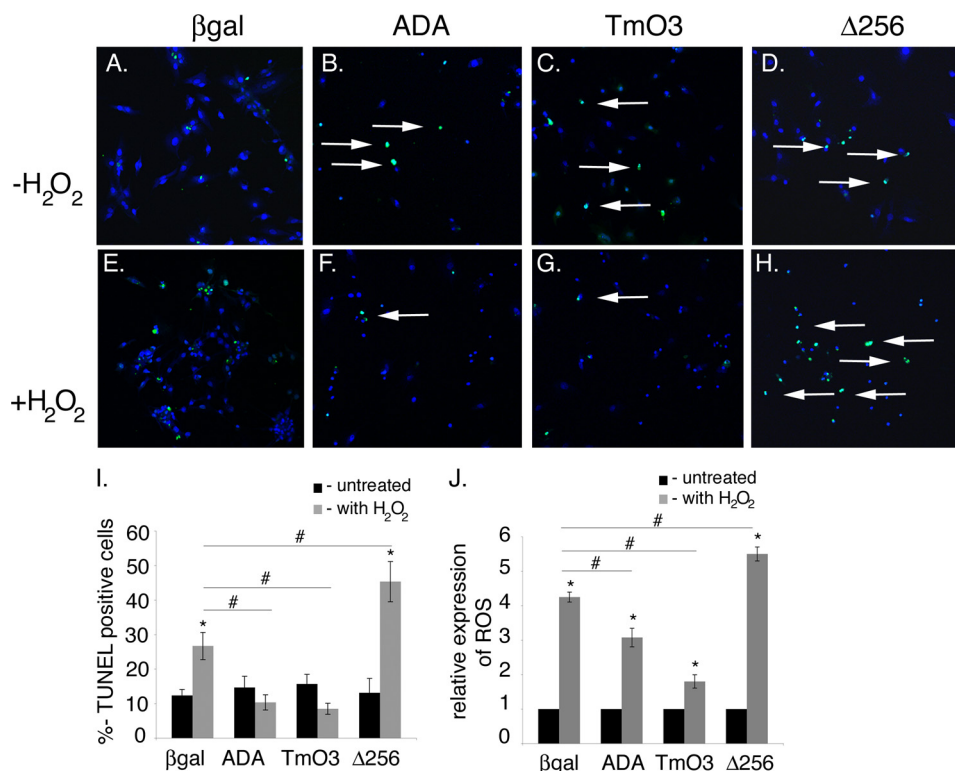 βgal ADA TmO3 Δ256
A. B. C. D.
-H₂O₂
E. F. G. H.
+H₂O₂
I.
- untreated
- with H₂O₂
%- TUNEL positive cells
60
50
40
30
20
10
0
# 
#
#
* *
βgal ADA TmO3 Δ256
J.
- untreated
- with H₂O₂
relative expression
of ROS
6
5
4
3
2
1
0
#
#
#
* * * *
βgal ADA TmO3 Δ256